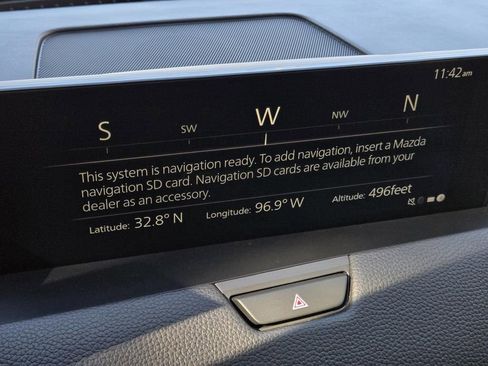 11:42am
S SW W NW N
This system is navigation ready. To add navigation, insert a Mazda
navigation SD card. Navigation SD cards are available from your
dealer as an accessory.
Latitude: 32.8° N Longitude: 96.9° W Altitude: 496feet